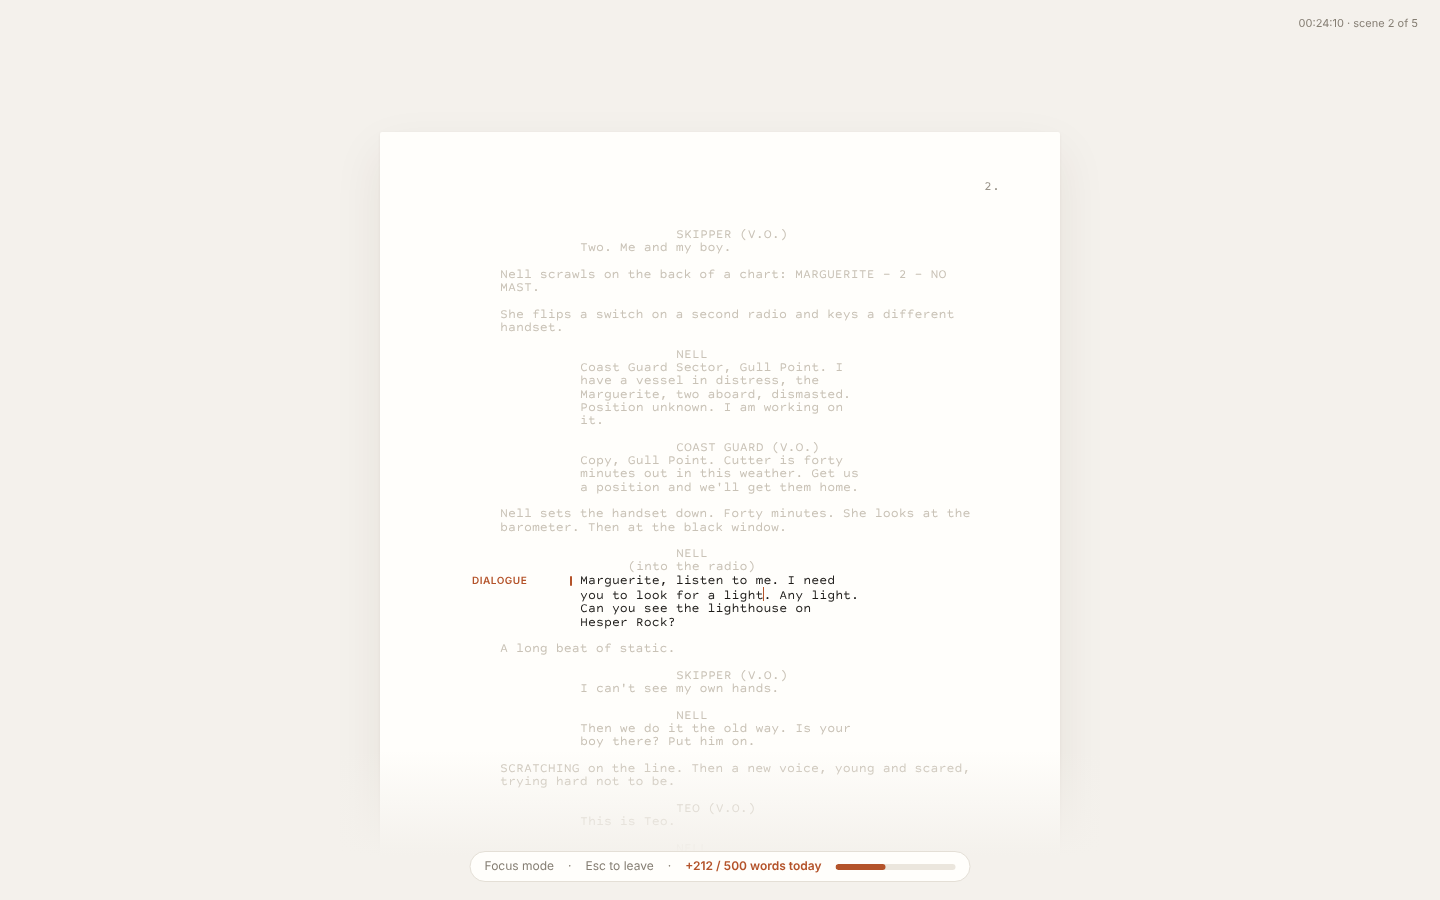 00:24:10 · scene 2 of 5
2.
SKIPPER (V.O.)
Two. Me and my boy.
Nell scrawls on the back of a chart: MARGUERITE – 2 – NO
MAST.
She flips a switch on a second radio and keys a different
handset.
NELL
Coast Guard Sector, Gull Point. I
have a vessel in distress, the
Marguerite, two aboard, dismasted.
Position unknown. I am working on
it.
COAST GUARD (V.O.)
Copy, Gull Point. Cutter is forty
minutes out in this weather. Get us
a position and we'll get them home.
Nell sets the handset down. Forty minutes. She looks at the
barometer. Then at the black window.
NELL
(into the radio)
DIALOGUE Marguerite, listen to me. I need
you to look for a light. Any light.
Can you see the lighthouse on
Hesper Rock?
A long beat of static.
SKIPPER (V.O.)
I can't see my own hands.
NELL
Then we do it the old way. Is your
boy there? Put him on.
SCRATCHING on the line. Then a new voice, young and scared,
trying hard not to be.
TEO (V.O.)
This is Teo.
Focus mode · Esc to leave · +212 / 500 words today